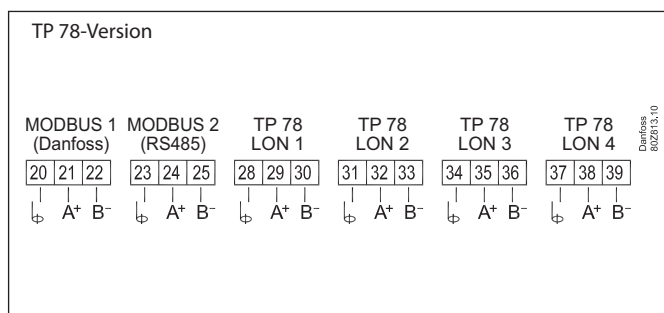 TP 78-Version
MODBUS 1 MODBUS 2 TP 78 TP 78 TP 78 TP 78
(Danfoss) (RS485) LON 1 LON 2 LON 3 LON 4
20 21 22 23 24 25 28 29 30 31 32 33 34 35 36 37 38 39
A+ B− A+ B− A+ B− A+ B− A+ B− A+ B−
Danfoss
80Z813.10